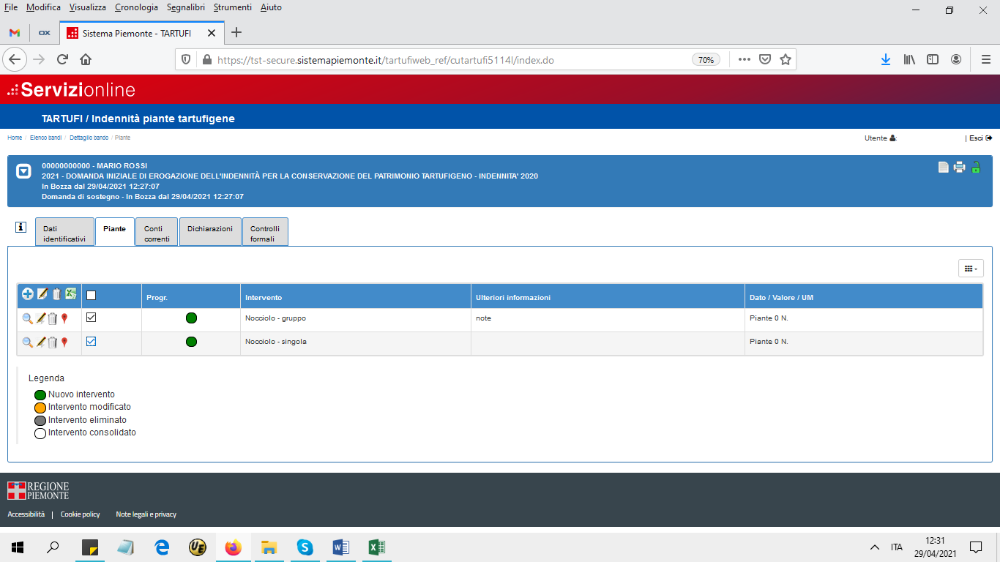 File Modifica Visualizza Cronologia Segnalibri Strumenti Aiuto
OX
Sistema Piemonte - TARTUFI
https://tst-secure.sistemapiemonte.it/tartufiweb_ref/cutartufi5114l/index.do
70%
Servizionline
TARTUFI / Indennità piante tartufigene
Home / Elenco bandi / Dettaglio bando / Piante
Utente : | Esci
00000000000 - MARIO ROSSI
2021 - DOMANDA INIZIALE DI EROGAZIONE DELL'INDENNITÀ PER LA CONSERVAZIONE DEL PATRIMONIO TARTUFIGENO - INDENNITA' 2020
In Bozza dal 29/04/2021 12:27:07
Domanda di sostegno - In Bozza dal 29/04/2021 12:27:07
Dati identificativi
Piante
Conti correnti
Dichiarazioni
Controlli formali
Progr. Intervento Ulteriori informazioni Dato / Valore / UM
Nocciolo - gruppo note Piante 0 N.
Nocciolo - singola Piante 0 N.
Legenda
Nuovo intervento
Intervento modificato
Intervento eliminato
Intervento consolidato
REGIONE
PIEMONTE
Accessibilità | Cookie policy Note legali e privacy
UE
ITA
12:31
29/04/2021